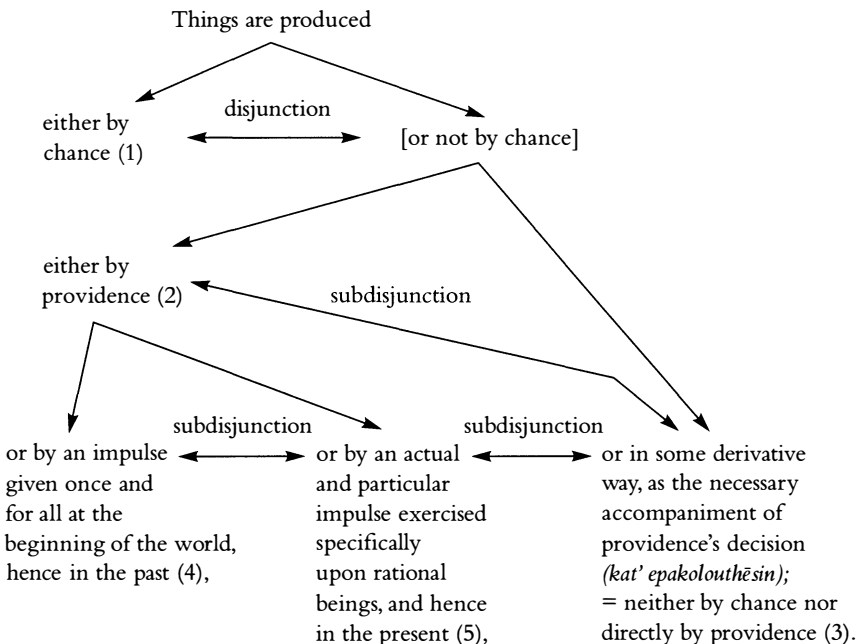 Things are produced
either by
chance (1)
disjunction
[or not by chance]
either by
providence (2)
subdisjunction
subdisjunction
subdisjunction
or by an impulse
given once and
for all at the
beginning of the world,
hence in the past (4),
or by an actual
and particular
impulse exercised
specifically
upon rational
beings, and hence
in the present (5),
or in some derivative
way, as the necessary
accompaniment of
providence's decision
(kat' epakolouthēsin);
= neither by chance nor
directly by providence (3).